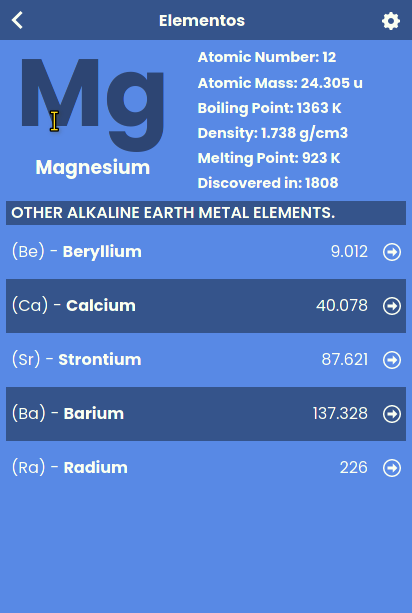 Elementos
Mg
Magnesium
Atomic Number: 12
Atomic Mass: 24.305 u
Boiling Point: 1363 K
Density: 1.738 g/cm3
Melting Point: 923 K
Discovered in: 1808
OTHER ALKALINE EARTH METAL ELEMENTS.
(Be) - Beryllium 9.012
(Ca) - Calcium 40.078
(Sr) - Strontium 87.621
(Ba) - Barium 137.328
(Ra) - Radium 226